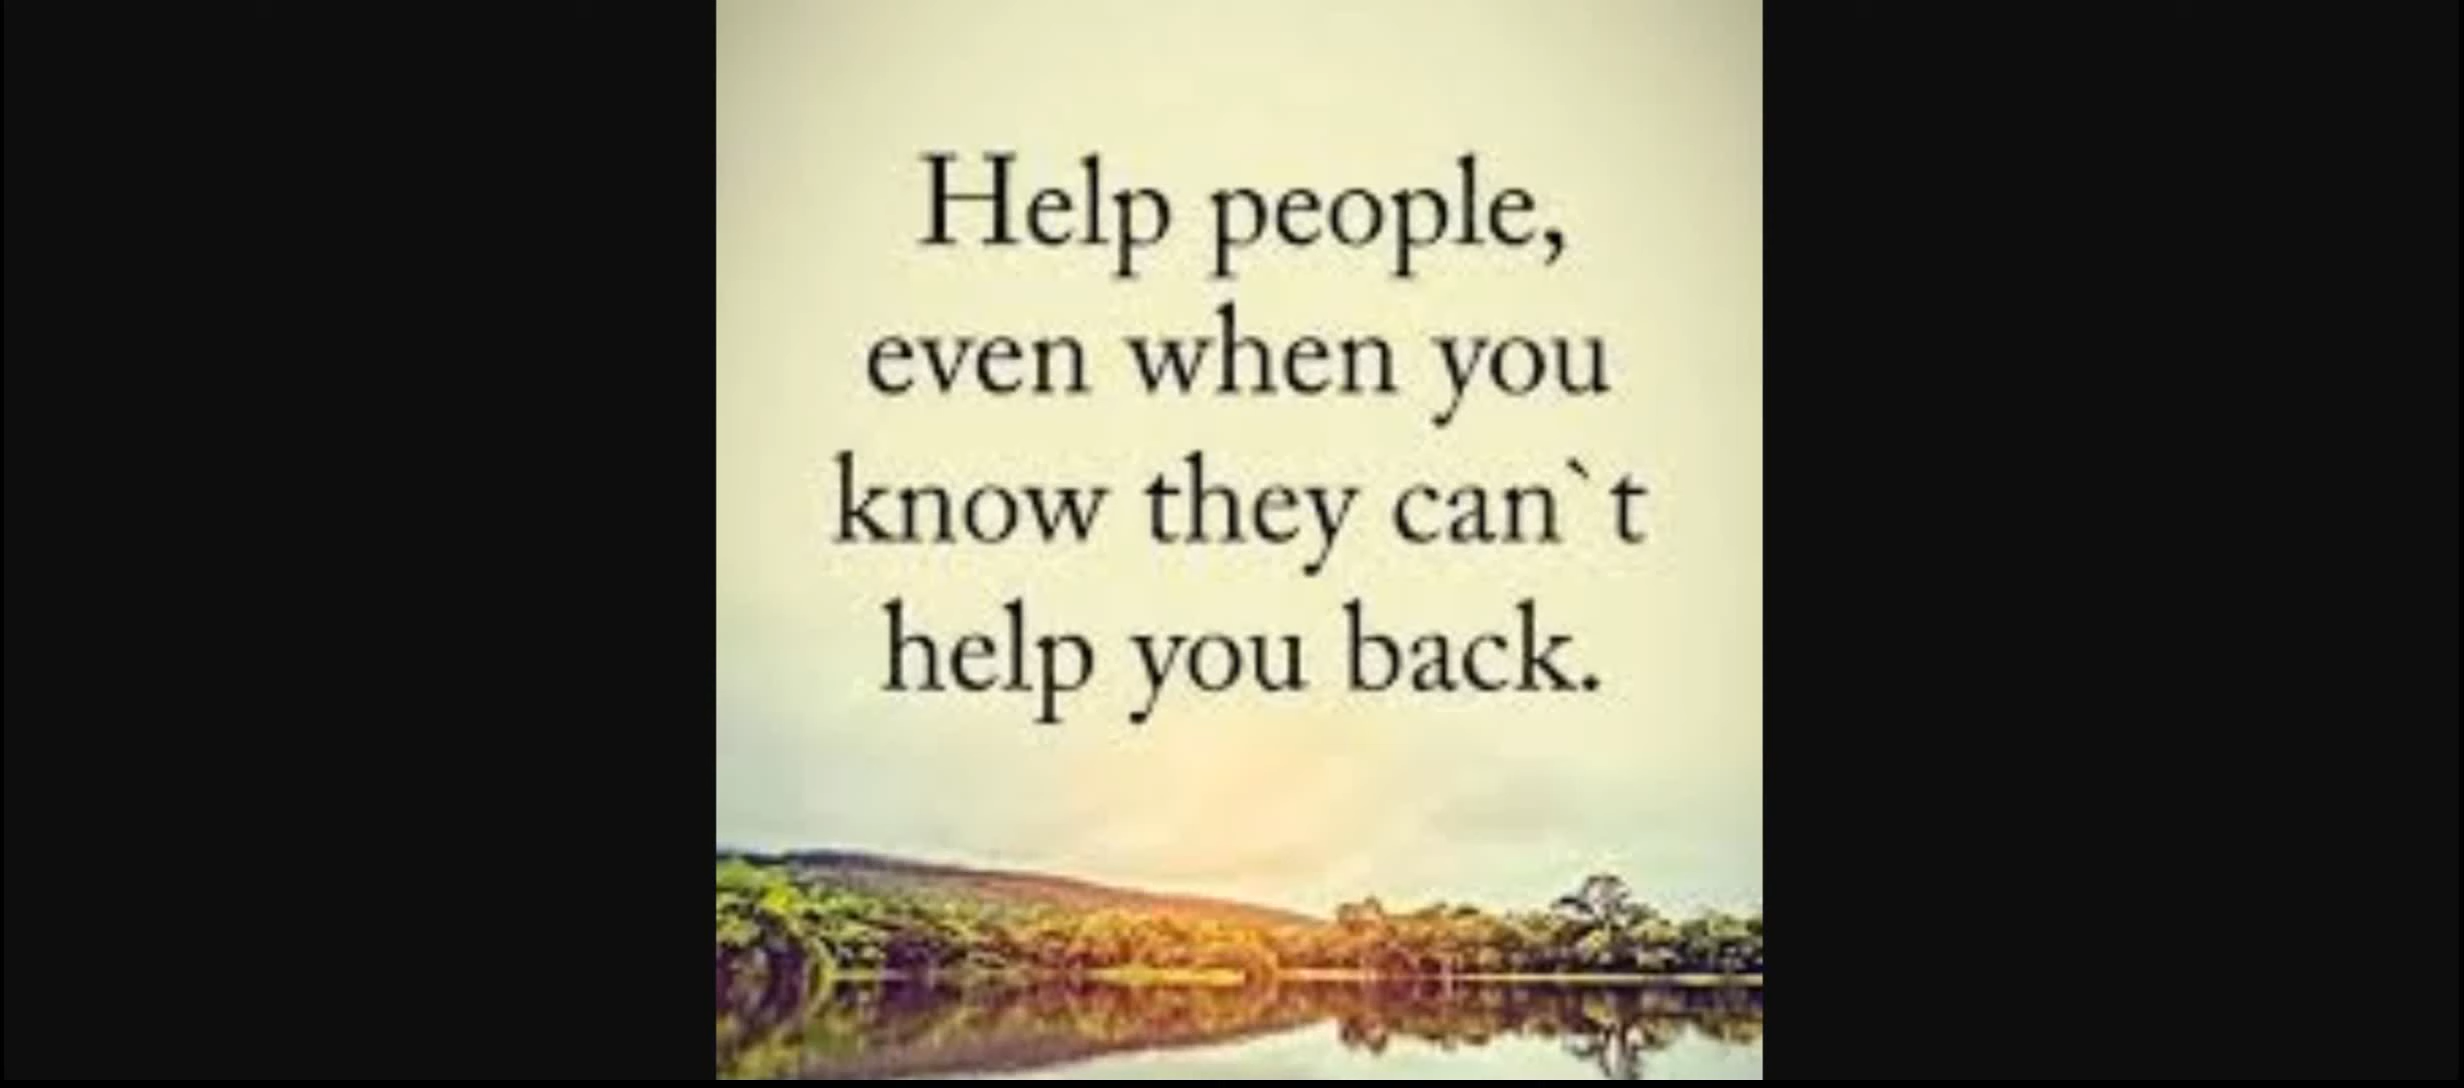 Help people,
even when you
know they can`t
help you back.